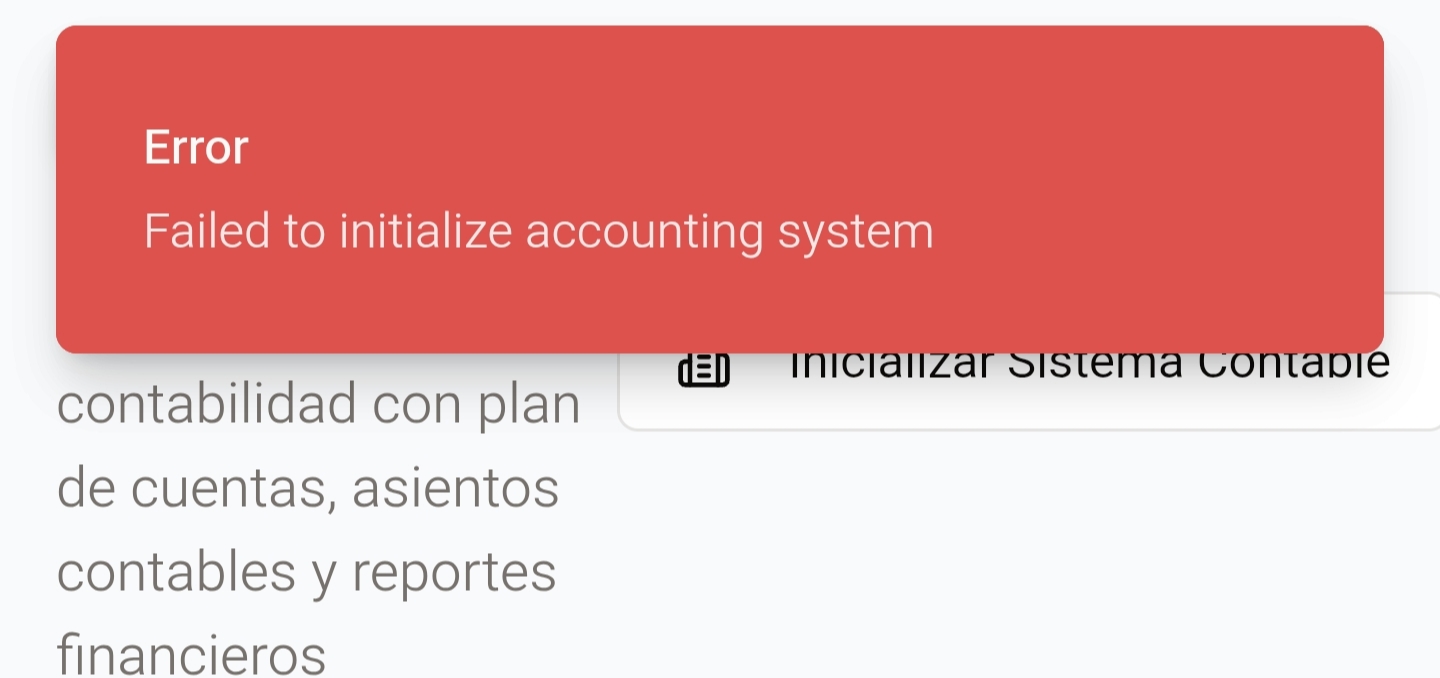 Error
Failed to initialize accounting system
Inicializar Sistema Contable
contabilidad con plan
de cuentas, asientos
contables y reportes
financieros